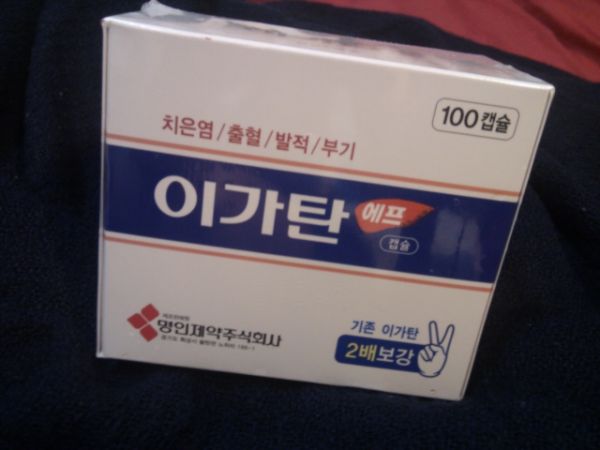 100캡슐
치은염/출혈/발적/부기
이가탄 에프
캡슐
명인제약주식회사
기존 이가탄
2배보강